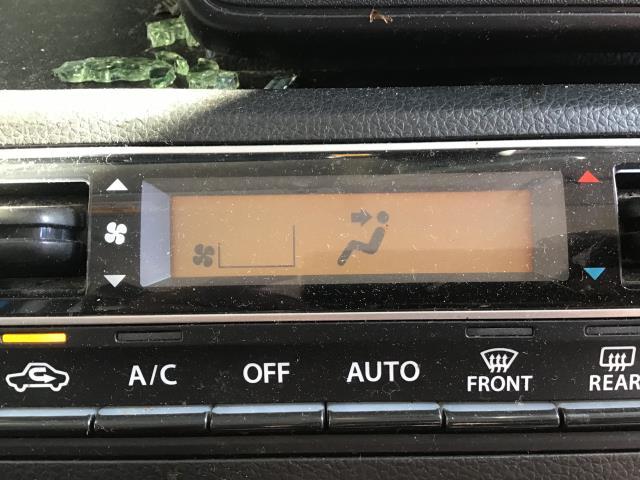 A/C OFF AUTO FRONT REAR